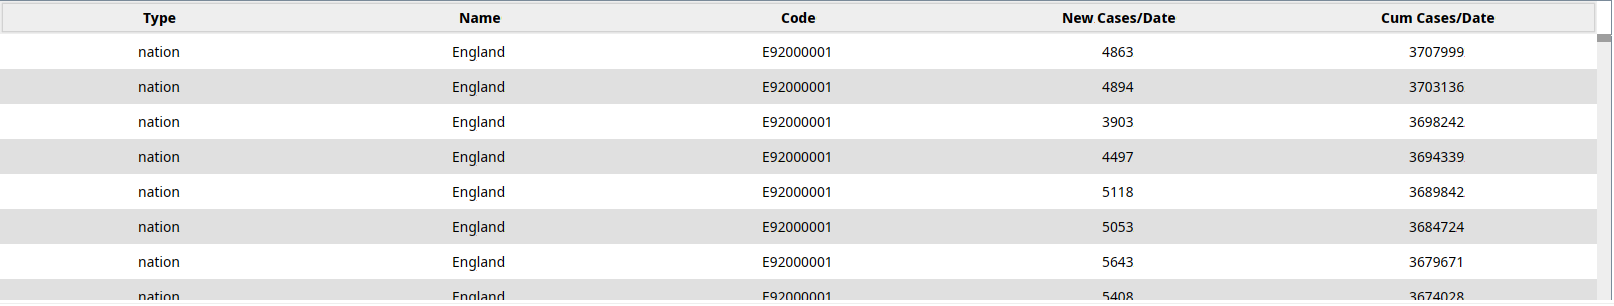 Type Name Code New Cases/Date Cum Cases/Date
nation England E92000001 4863 3707999
nation England E92000001 4894 3703136
nation England E92000001 3903 3698242
nation England E92000001 4497 3694339
nation England E92000001 5118 3689842
nation England E92000001 5053 3684724
nation England E92000001 5643 3679671
nation England E92000001 5408 3674028